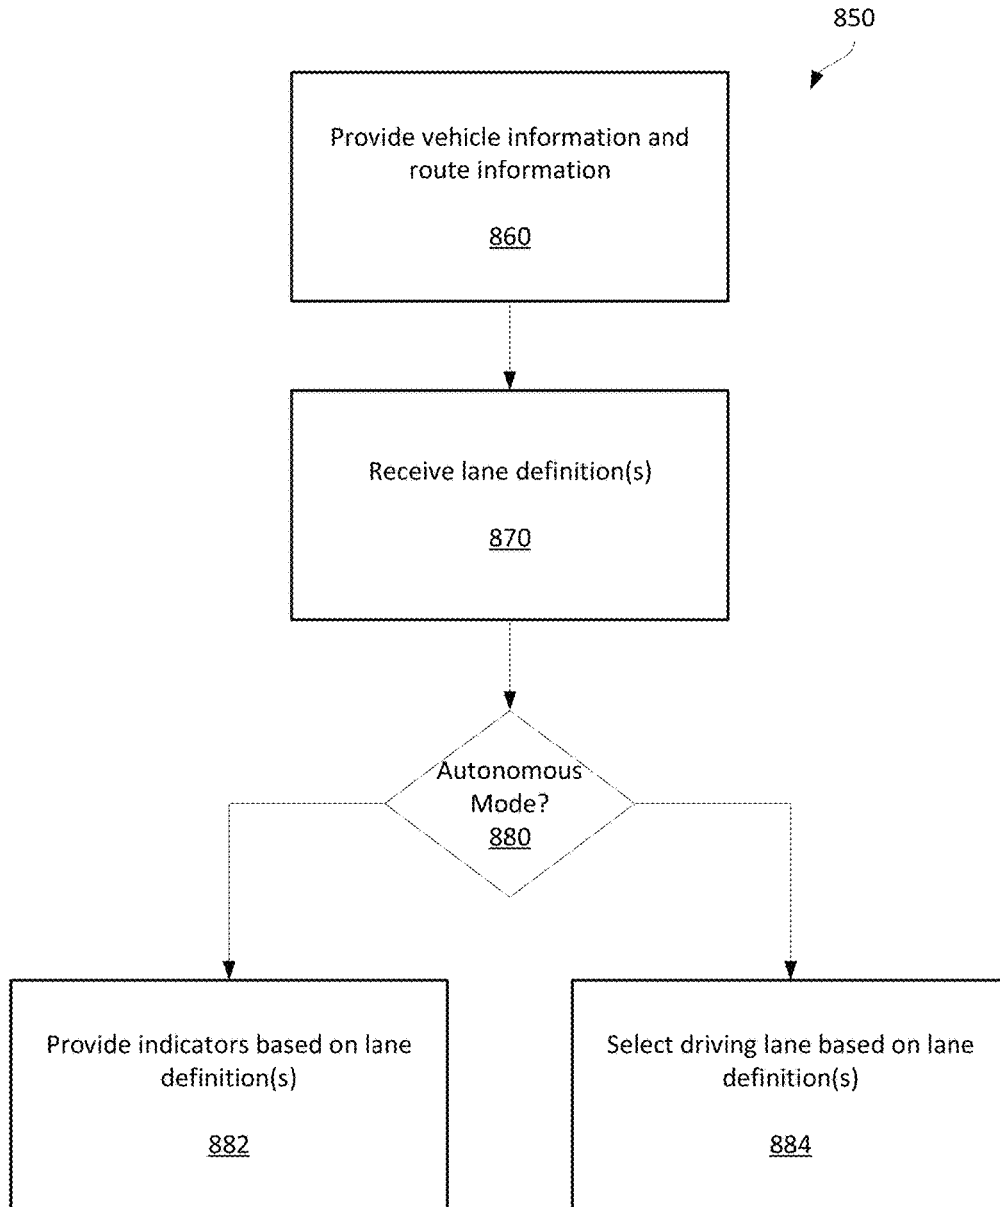 850
Provide vehicle information and
route information
860
Receive lane definition(s)
870
Autonomous
Mode?
880
Provide indicators based on lane
definition(s)
882
Select driving lane based on lane
definition(s)
884